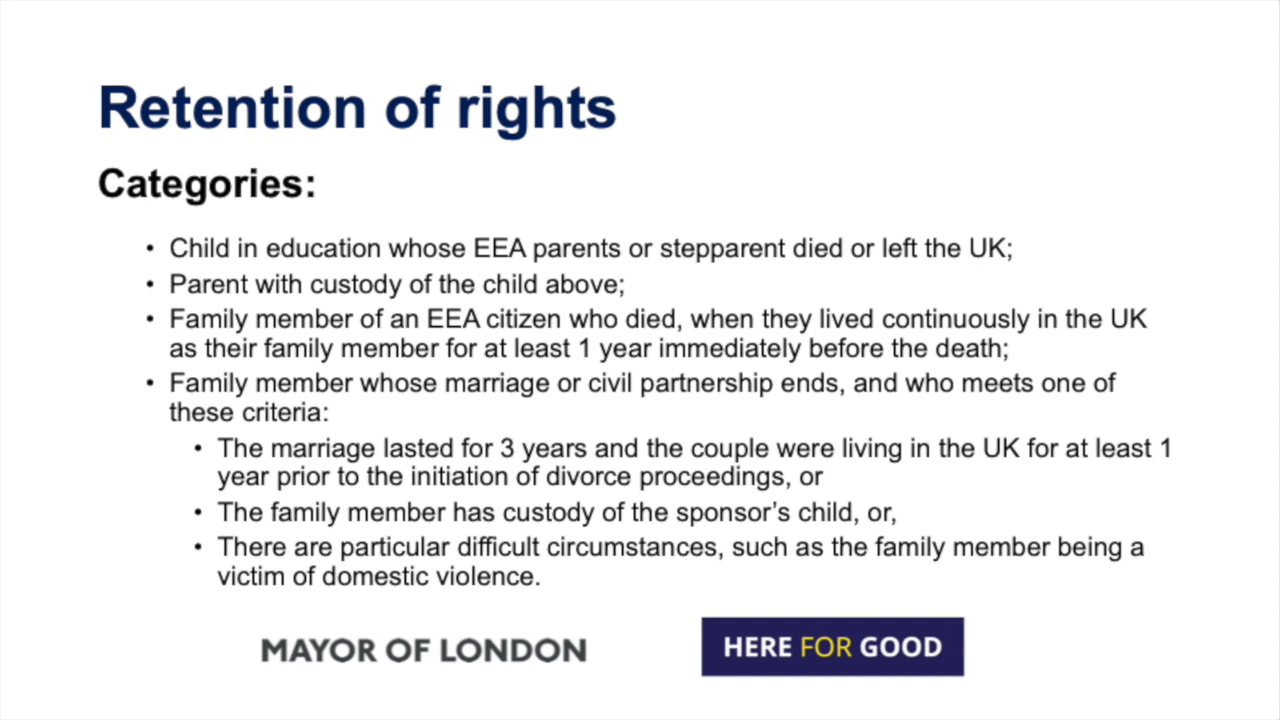 Retention of rights
Categories:
• Child in education whose EEA parents or stepparent died or left the UK;
• Parent with custody of the child above;
• Family member of an EEA citizen who died, when they lived continuously in the UK
as their family member for at least 1 year immediately before the death;
• Family member whose marriage or civil partnership ends, and who meets one of
these criteria:
• The marriage lasted for 3 years and the couple were living in the UK for at least 1
year prior to the initiation of divorce proceedings, or
• The family member has custody of the sponsor’s child, or,
• There are particular difficult circumstances, such as the family member being a
victim of domestic violence.
MAYOR OF LONDON
HERE FOR GOOD